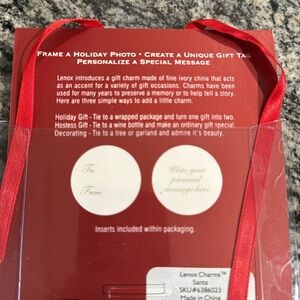 Frame a Holiday Photo • Create a Unique Gift Tag
Personalize a Special Message
Lenox introduces a gift charm made of fine ivory china that acts
as an accent for a variety of gift occasions. Charms have been
used for many years to preserve a memory or to help tell a story.
Here are three simple ways to add a little charm.
Holiday Gift - Tie to a wrapped package and turn one gift into two.
Hostess Gift - Tie to a wine bottle and make an ordinary gift special.
Decorating - Tie to a tree or garland and admire it's beauty.
To:
From:
Write your
personal
message here
Inserts included within packaging.
Lenox Charms™
Santa
SKU#6386023
Made in China